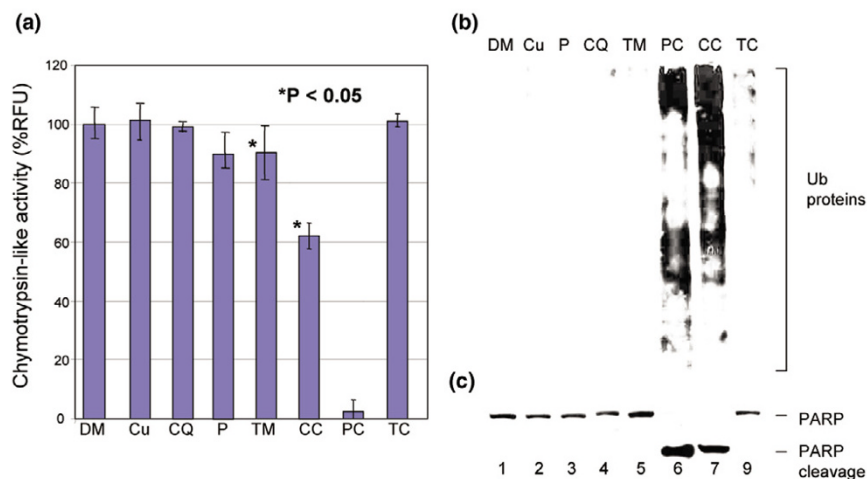 (a)
120
100
80
60
40
20
0
Chymotrypsin-like activity (%RFU)
*P < 0.05
*
*
DM Cu CQ P TM CC PC TC
(b)
DM Cu P CQ TM PC CC TC
Ub
proteins
(c)
PARP
PARP
cleavage
1 2 3 4 5 6 7 9